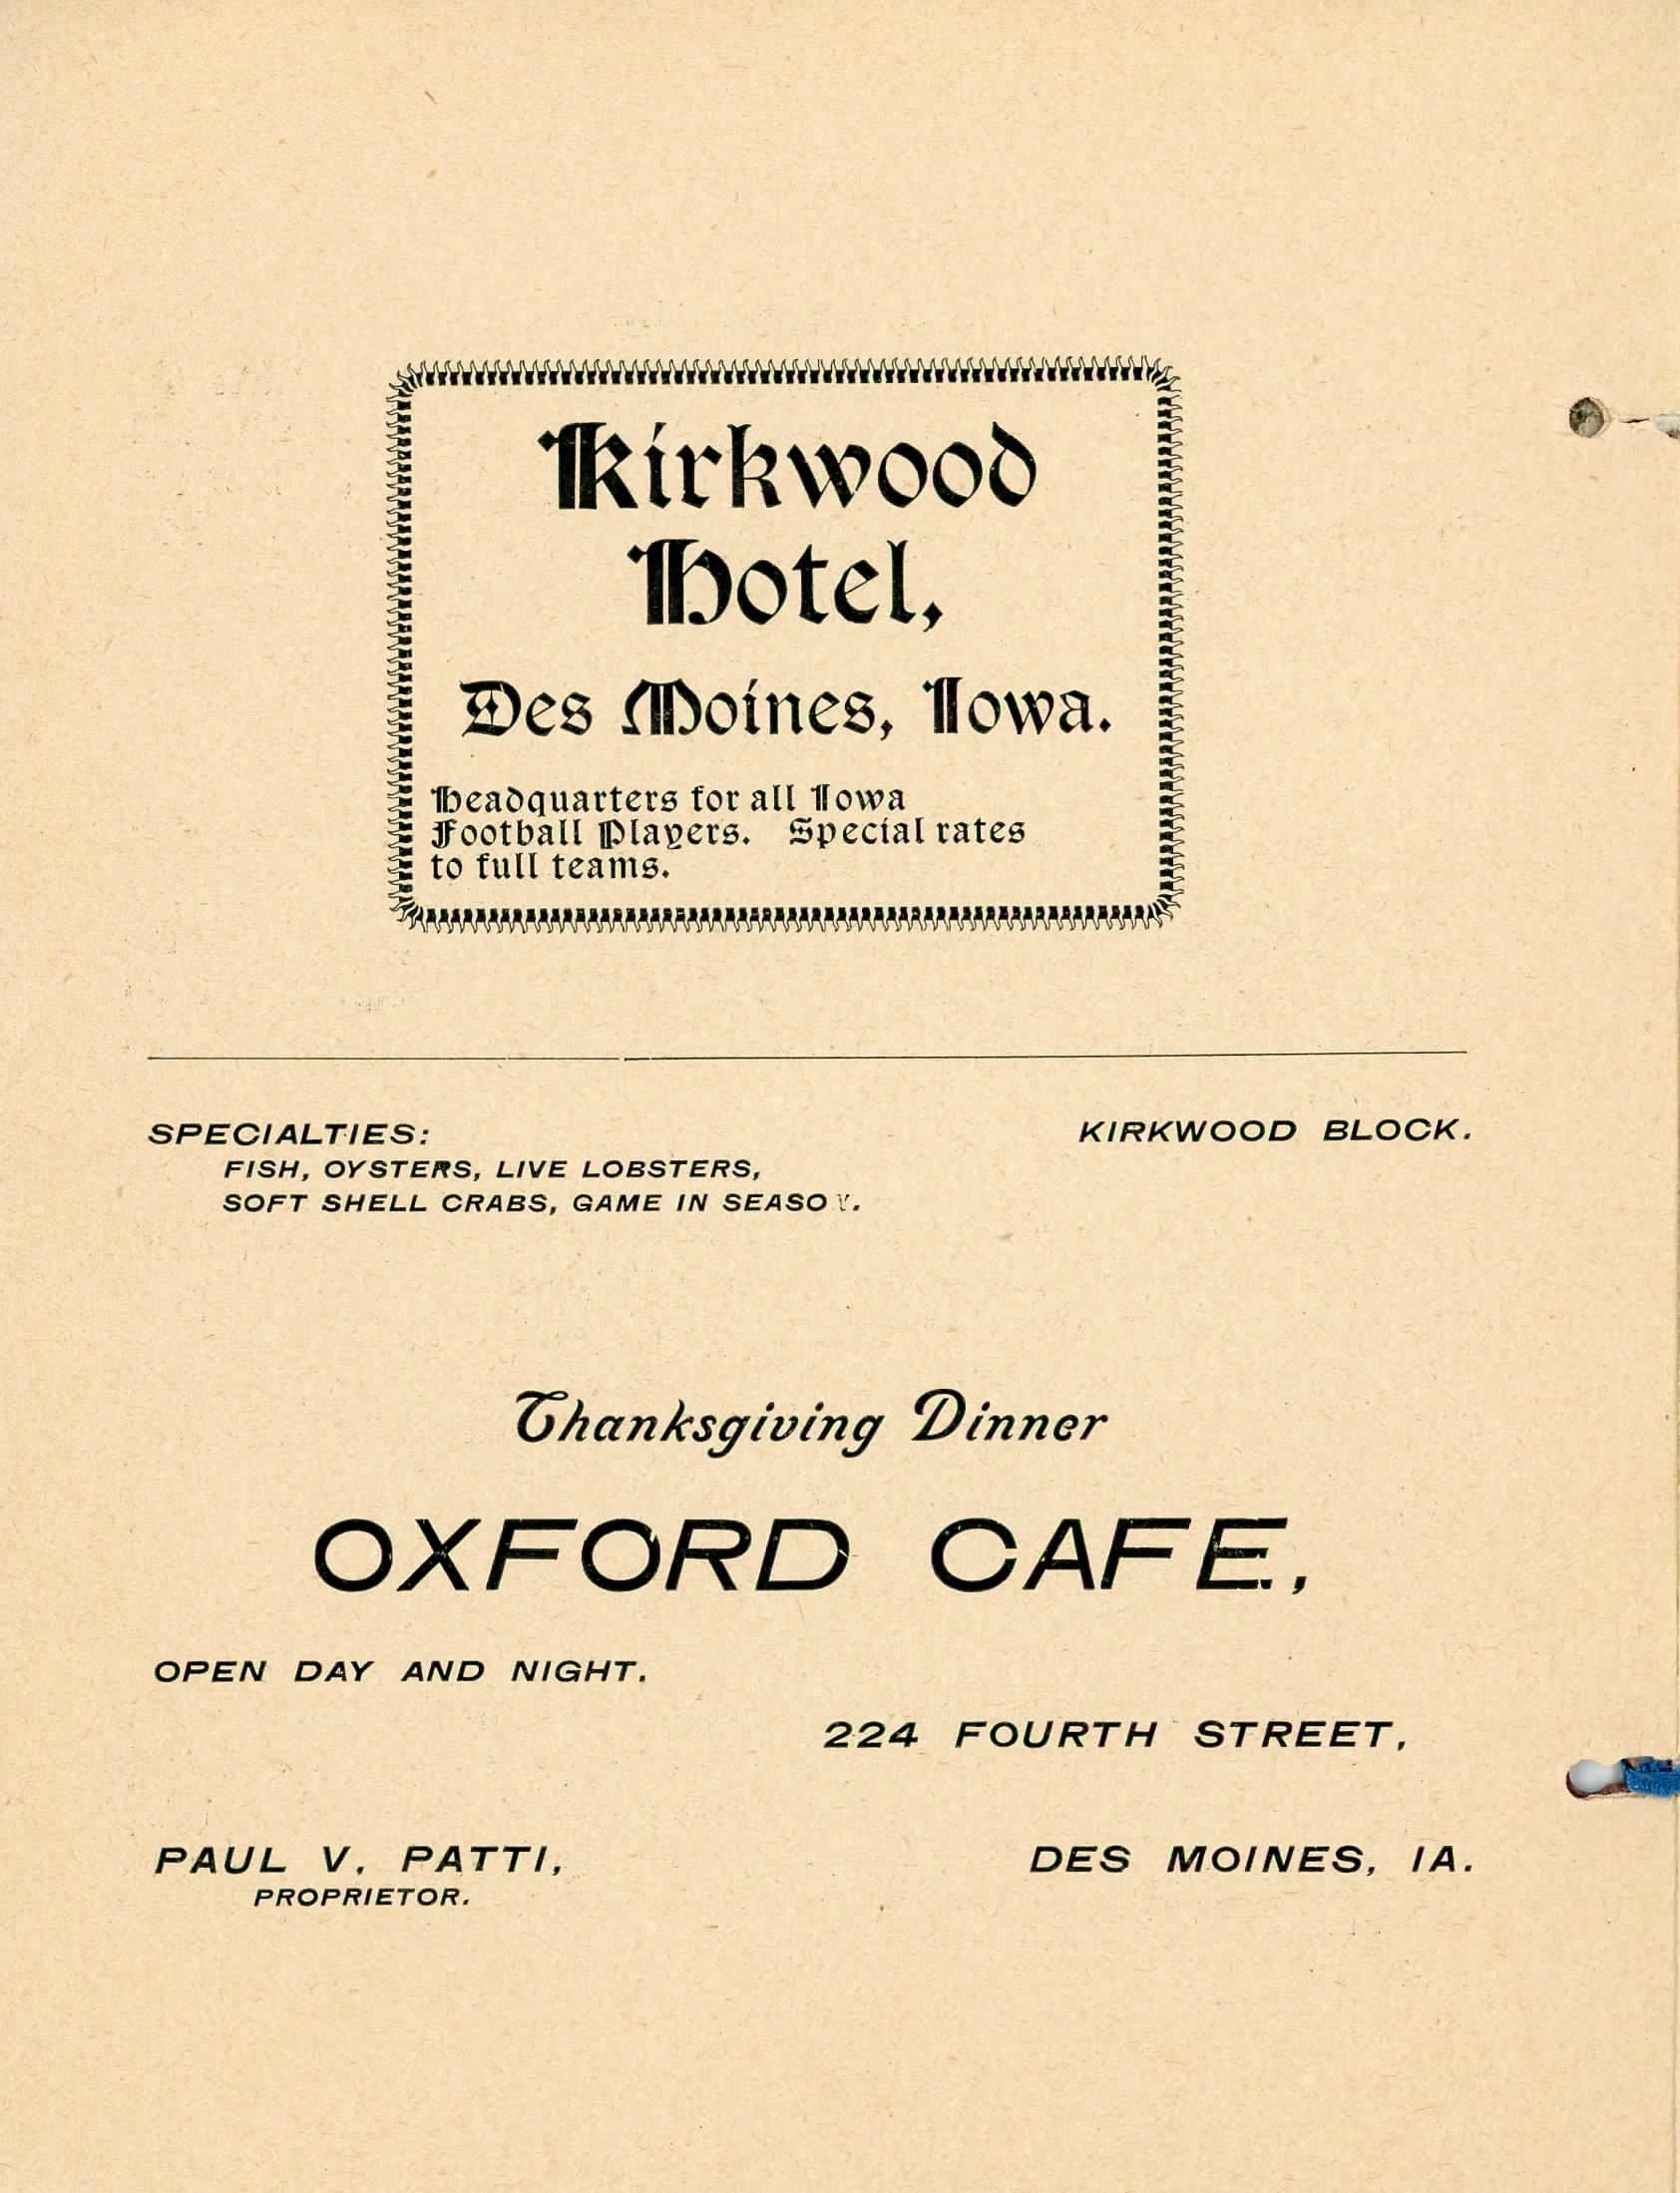 Kirkwood
Hotel,
Des Moines, Iowa.
Headquarters for all Iowa
Football Players. Special rates
to full teams.
SPECIALTIES:
FISH, OYSTERS, LIVE LOBSTERS,
SOFT SHELL CRABS, GAME IN SEASON.
KIRKWOOD BLOCK.
Thanksgiving Dinner
OXFORD CAFE,
OPEN DAY AND NIGHT.
224 FOURTH STREET,
PAUL V. PATTI,
PROPRIETOR.
DES MOINES, IA.